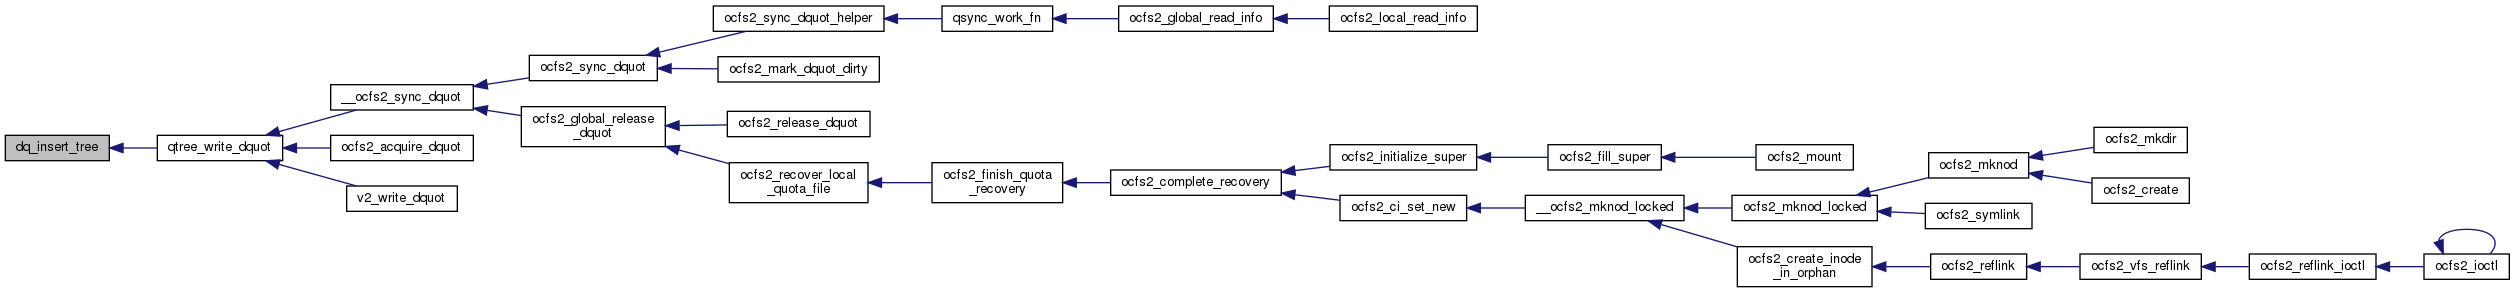 ocfs2_sync_dquot_helper
qsync_work_fn
ocfs2_global_read_info
ocfs2_local_read_info
ocfs2_sync_dquot
ocfs2_mark_dquot_dirty
__ocfs2_sync_dquot
ocfs2_global_release
_dquot
ocfs2_release_dquot
dq_insert_tree
qtree_write_dquot
ocfs2_acquire_dquot
v2_write_dquot
ocfs2_recover_local
_quota_file
ocfs2_finish_quota
_recovery
ocfs2_complete_recovery
ocfs2_initialize_super
ocfs2_fill_super
ocfs2_mount
ocfs2_ci_set_new
__ocfs2_mknod_locked
ocfs2_mknod_locked
ocfs2_mknod
ocfs2_mkdir
ocfs2_create
ocfs2_symlink
ocfs2_create_inode
_in_orphan
ocfs2_reflink
ocfs2_vfs_reflink
ocfs2_reflink_ioctl
ocfs2_ioctl